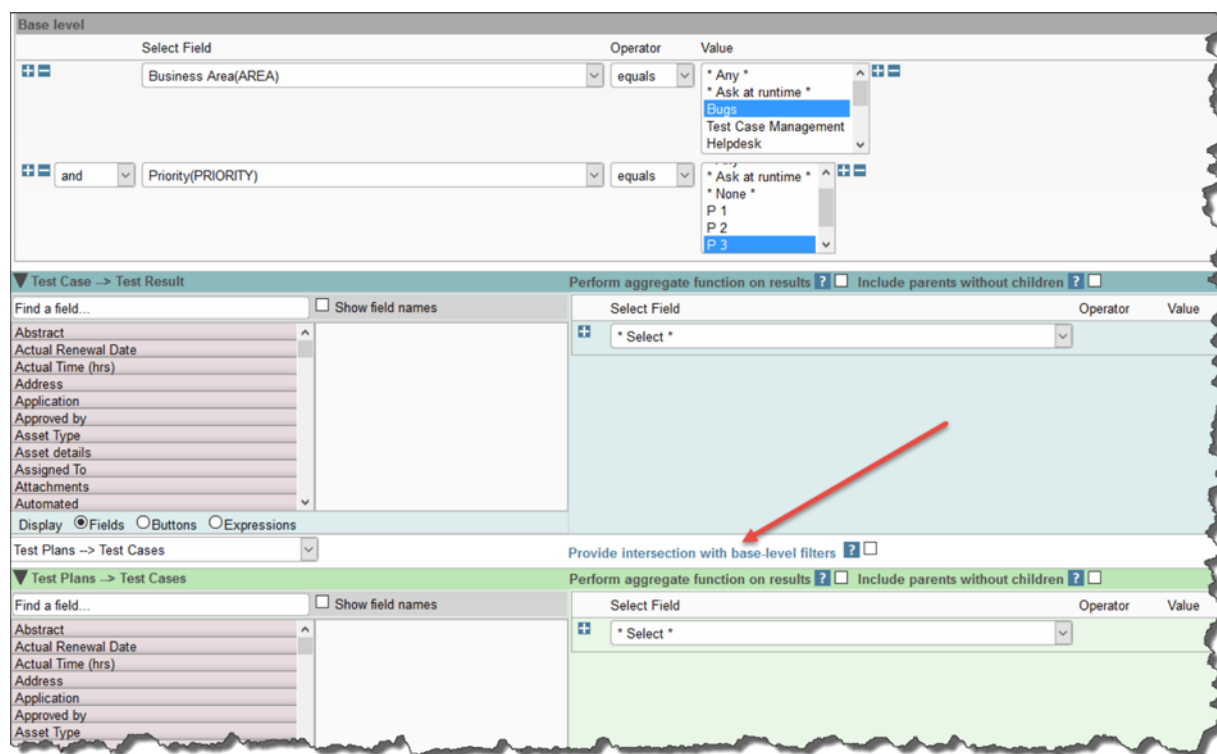 Base level
Select Field Operator Value
Business Area(AREA) equals * Any *
* Ask at runtime *
Bugs
Test Case Management
Helpdesk
and Priority(PRIORITY) equals * Ask at runtime *
* None *
P 1
P 2
P 3
Test Case --> Test Result Perform aggregate function on results ? Include parents without children ?
Find a field... Show field names Select Field Operator Value
Abstract * Select *
Actual Renewal Date
Actual Time (hrs)
Address
Application
Approved by
Asset Type
Asset details
Assigned To
Attachments
Automated
Display Fields Buttons Expressions
Test Plans --> Test Cases Provide intersection with base-level filters ?
Test Plans --> Test Cases Perform aggregate function on results ? Include parents without children ?
Find a field... Show field names Select Field Operator Value
Abstract * Select *
Actual Renewal Date
Actual Time (hrs)
Address
Application
Approved by
Asset Type